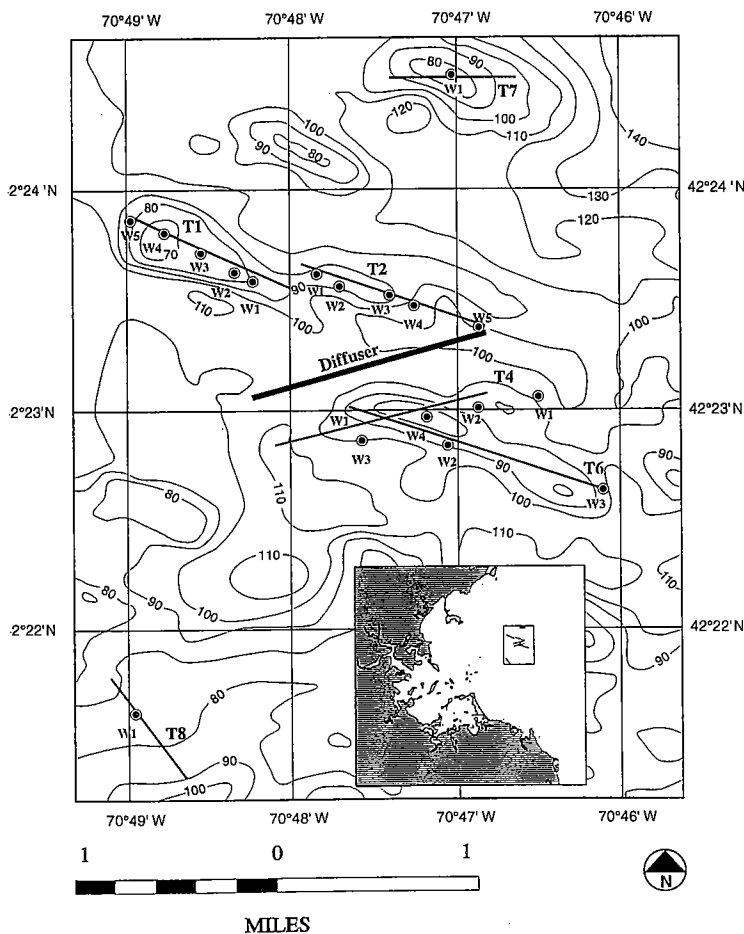 70°49' W 70°48' W 70°47' W 70°46' W
90
80
W1
T7
100
110
120
140
100
90
80
2°24 'N
42°24 'N
130
120
80
T1
W5
W4
70
W3
W2
W1
110
100
90
T2
W1
W2
W3
W4
W5
100
100
Diffuser
T4
2°23 'N
42°23 'N
W1
W4
W2
W1
W3
W2
90
T6
W3
100
90
80
110
110
110
110
80
90
100
2°22 'N
42°22 'N
90
80
W1
T8
90
100
80
70°49' W 70°48' W 70°47' W 70°46' W
1 0 1
MILES
N